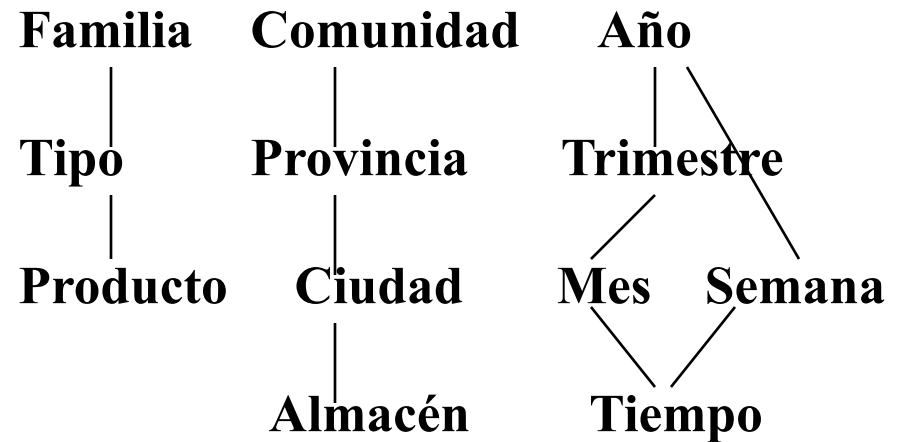 Familia Comunidad Año
Tipo Provincia Trimestre
Producto Ciudad Mes Semana
Almacén Tiempo